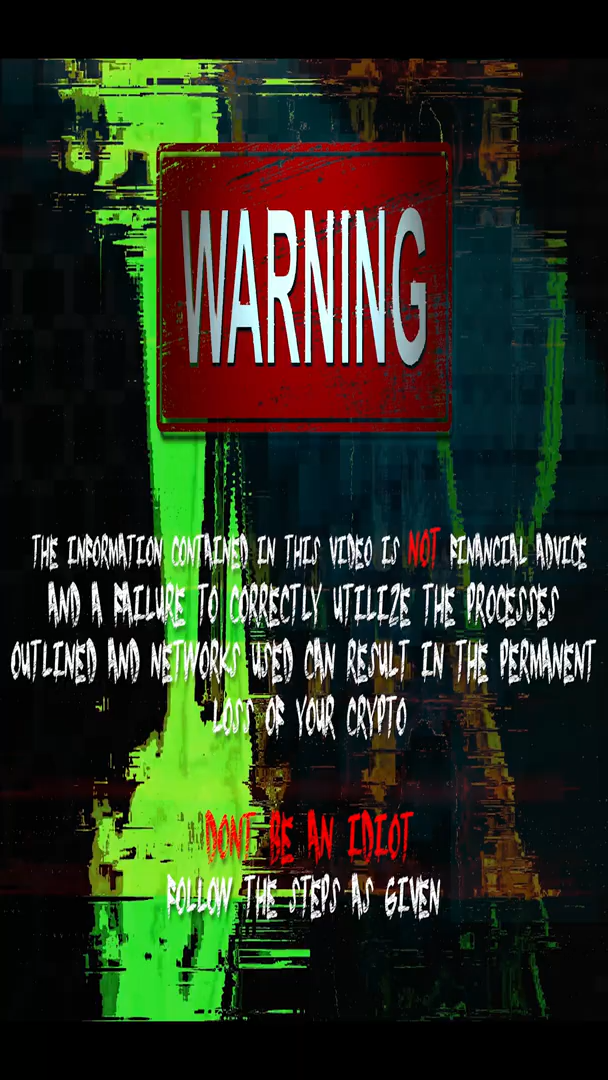 WARNING
THE INFORMATION CONTAINED IN THIS VIDEO IS NOT FINANCIAL ADVICE
AND A FAILURE TO CORRECTLY UTILIZE THE PROCESSES
OUTLINED AND NETWORKS USED CAN RESULT IN THE PERMANENT
LOSS OF YOUR CRYPTO
DONT BE AN IDIOT
FOLLOW THE STEPS AS GIVEN